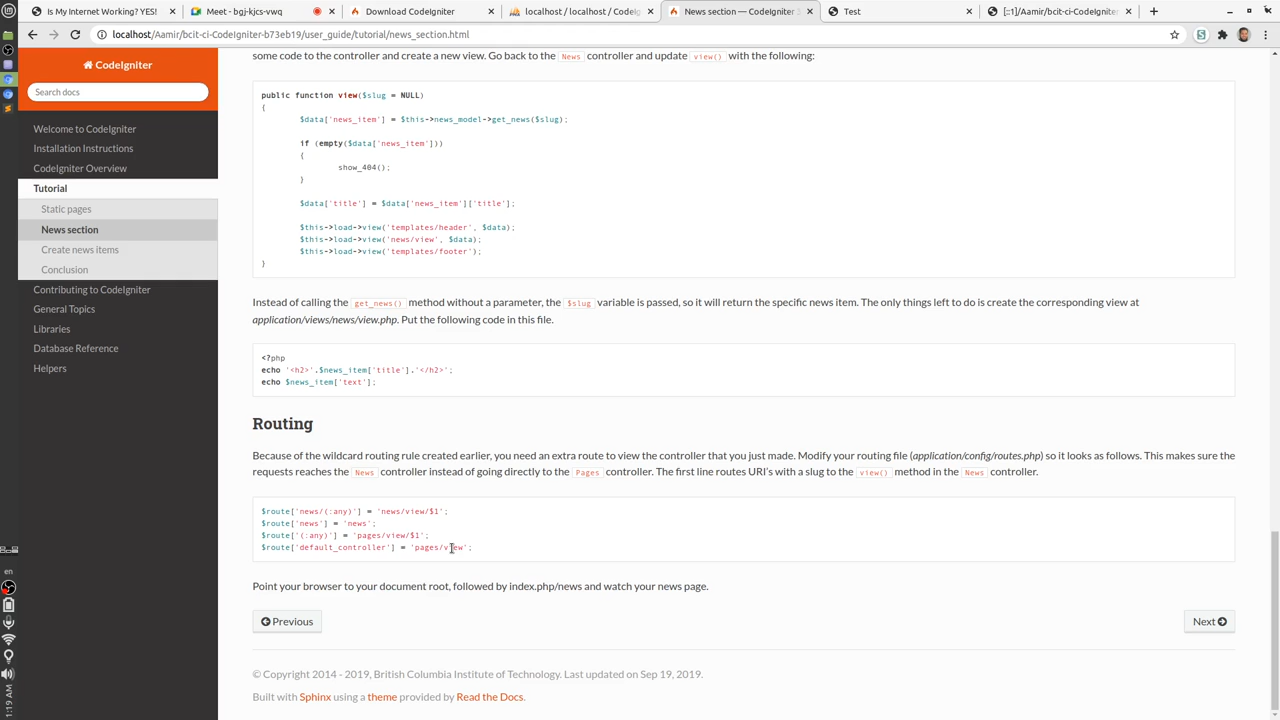 Is My Internet Working? YES!
Meet - bgj-kjcs-vwq
Download CodeIgniter
localhost / localhost / CodeIg
News section — CodeIgniter 3
Test
[::1]/Aamir/bcit-ci-CodeIgnite
localhost/Aamir/bcit-ci-CodeIgniter-b73eb19/user_guide/tutorial/news_section.html
CodeIgniter
Search docs
Welcome to CodeIgniter
Installation Instructions
CodeIgniter Overview
Tutorial
Static pages
News section
Create news items
Conclusion
Contributing to CodeIgniter
General Topics
Libraries
Database Reference
Helpers
en
1:19 AM
some code to the controller and create a new view. Go back to the News controller and update view() with the following:
public function view($slug = NULL)
{
$data['news_item'] = $this->news_model->get_news($slug);
if (empty($data['news_item']))
{
show_404();
}
$data['title'] = $data['news_item']['title'];
$this->load->view('templates/header', $data);
$this->load->view('news/view', $data);
$this->load->view('templates/footer');
}
Instead of calling the get_news() method without a parameter, the $slug variable is passed, so it will return the specific news item. The only things left to do is create the corresponding view at
application/views/news/view.php. Put the following code in this file.
<?php
echo '<h2>'.$news_item['title'].'</h2>';
echo $news_item['text'];
Routing
Because of the wildcard routing rule created earlier, you need an extra route to view the controller that you just made. Modify your routing file (application/config/routes.php) so it looks as follows. This makes sure the
requests reaches the News controller instead of going directly to the Pages controller. The first line routes URI's with a slug to the view() method in the News controller.
$route['news/(:any)'] = 'news/view/$1';
$route['news'] = 'news';
$route['(:any)'] = 'pages/view/$1';
$route['default_controller'] = 'pages/view';
Point your browser to your document root, followed by index.php/news and watch your news page.
Previous
Next
© Copyright 2014 - 2019, British Columbia Institute of Technology. Last updated on Sep 19, 2019.
Built with Sphinx using a theme provided by Read the Docs.